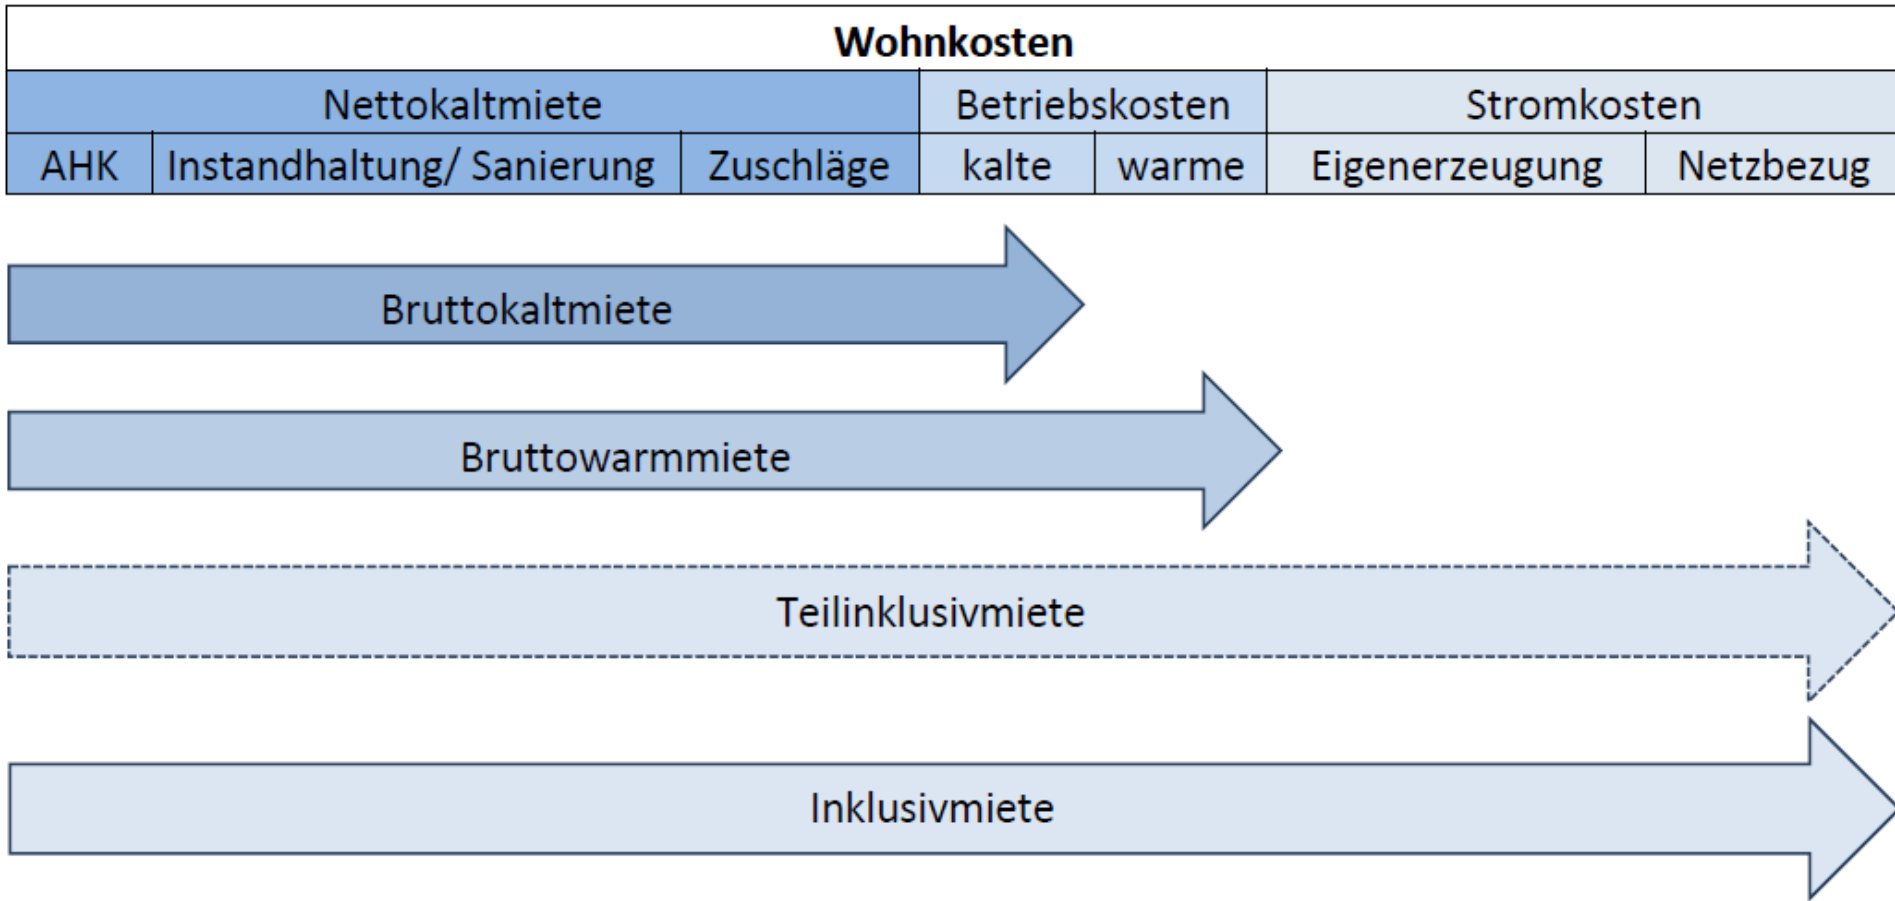 Wohnkosten
Nettokaltmiete Betriebskosten Stromkosten
AHK Instandhaltung/ Sanierung Zuschläge kalte warme Eigenerzeugung Netzbezug
Bruttokaltmiete
Bruttowarmmiete
Teilinklusivmiete
Inklusivmiete